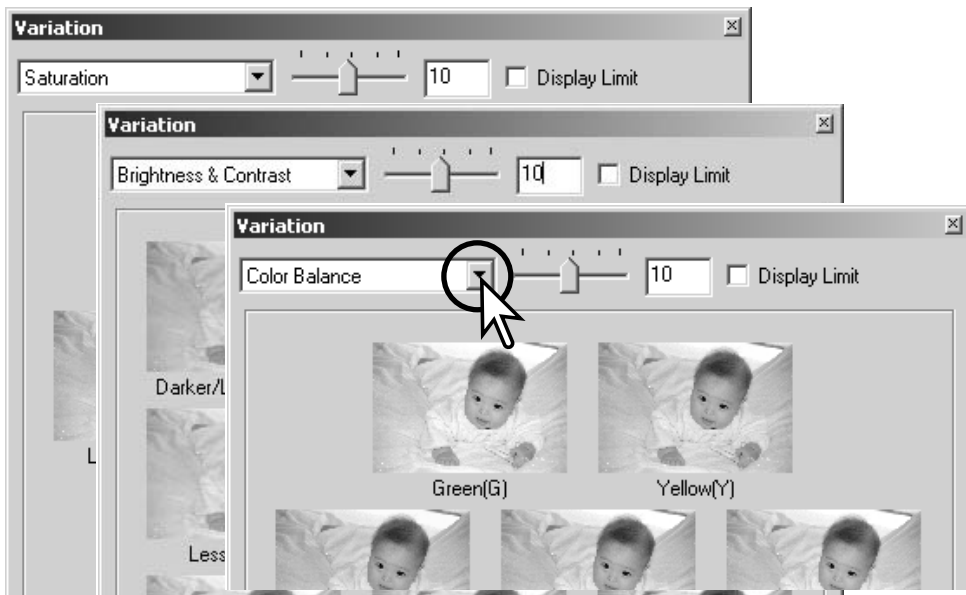 Variation
Saturation 10 Display Limit
Variation
Brightness & Contrast 10 Display Limit
Variation
Color Balance 10 Display Limit
Darker/L
Green(G) Yellow(Y)
L
Less